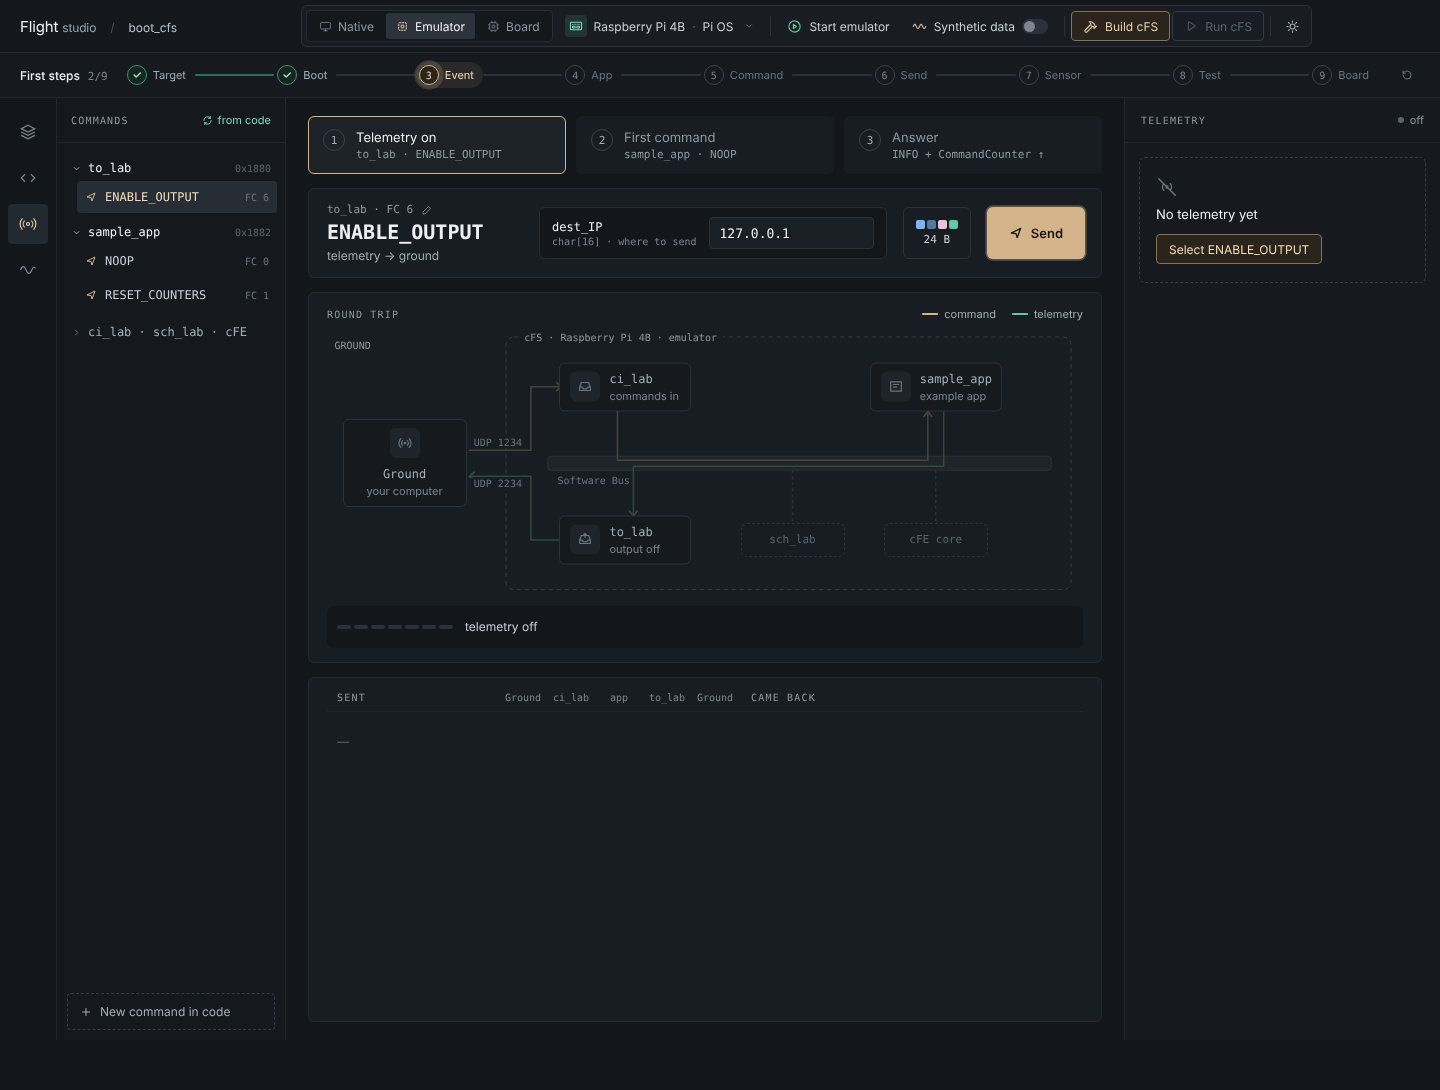 Flight studio / boot_cfs
Native
Emulator
Board
Raspberry Pi 4B · Pi OS
Start emulator
Synthetic data
Build cFS
Run cFS
First steps 2/9
Target
Boot
3 Event
4 App
5 Command
6 Send
7 Sensor
8 Test
9 Board
COMMANDS
from code
to_lab 0x1880
ENABLE_OUTPUT FC 6
sample_app 0x1882
NOOP FC 0
RESET_COUNTERS FC 1
ci_lab · sch_lab · cFE
+ New command in code
1 Telemetry on
to_lab · ENABLE_OUTPUT
2 First command
sample_app · NOOP
3 Answer
INFO + CommandCounter ↑
to_lab · FC 6
ENABLE_OUTPUT
telemetry → ground
dest_IP
char[16] · where to send
127.0.0.1
24 B
Send
ROUND TRIP
command
telemetry
GROUND
cFS · Raspberry Pi 4B · emulator
ci_lab
commands in
sample_app
example app
UDP 1234
Ground
your computer
UDP 2234
Software Bus
to_lab
output off
sch_lab
cFE core
telemetry off
SENT Ground ci_lab app to_lab Ground CAME BACK
—
TELEMETRY
off
No telemetry yet
Select ENABLE_OUTPUT